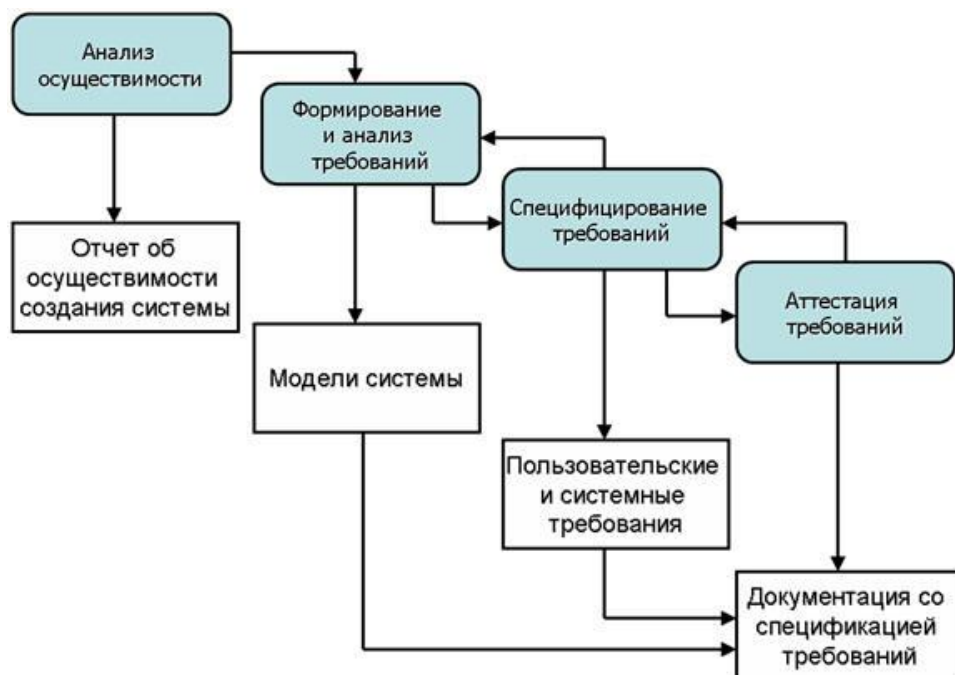 Анализ
осуществимости
Формирование
и анализ
требований
Специфицирование
требований
Отчет об
осуществимости
создания системы
Аттестация
требований
Модели системы
Пользовательские
и системные
требования
Документация со
спецификацией
требований